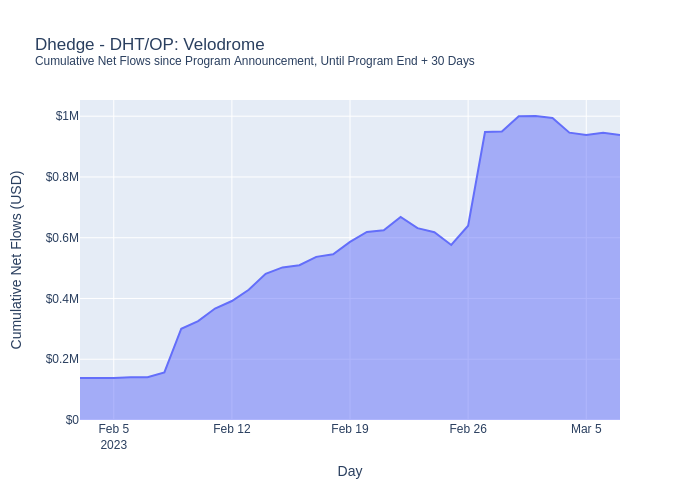 Dhedge - DHT/OP: Velodrome
Cumulative Net Flows since Program Announcement, Until Program End + 30 Days
Cumulative Net Flows (USD)
$1M
$0.8M
$0.6M
$0.4M
$0.2M
$0
Feb 5
2023
Feb 12
Feb 19
Feb 26
Mar 5
Day